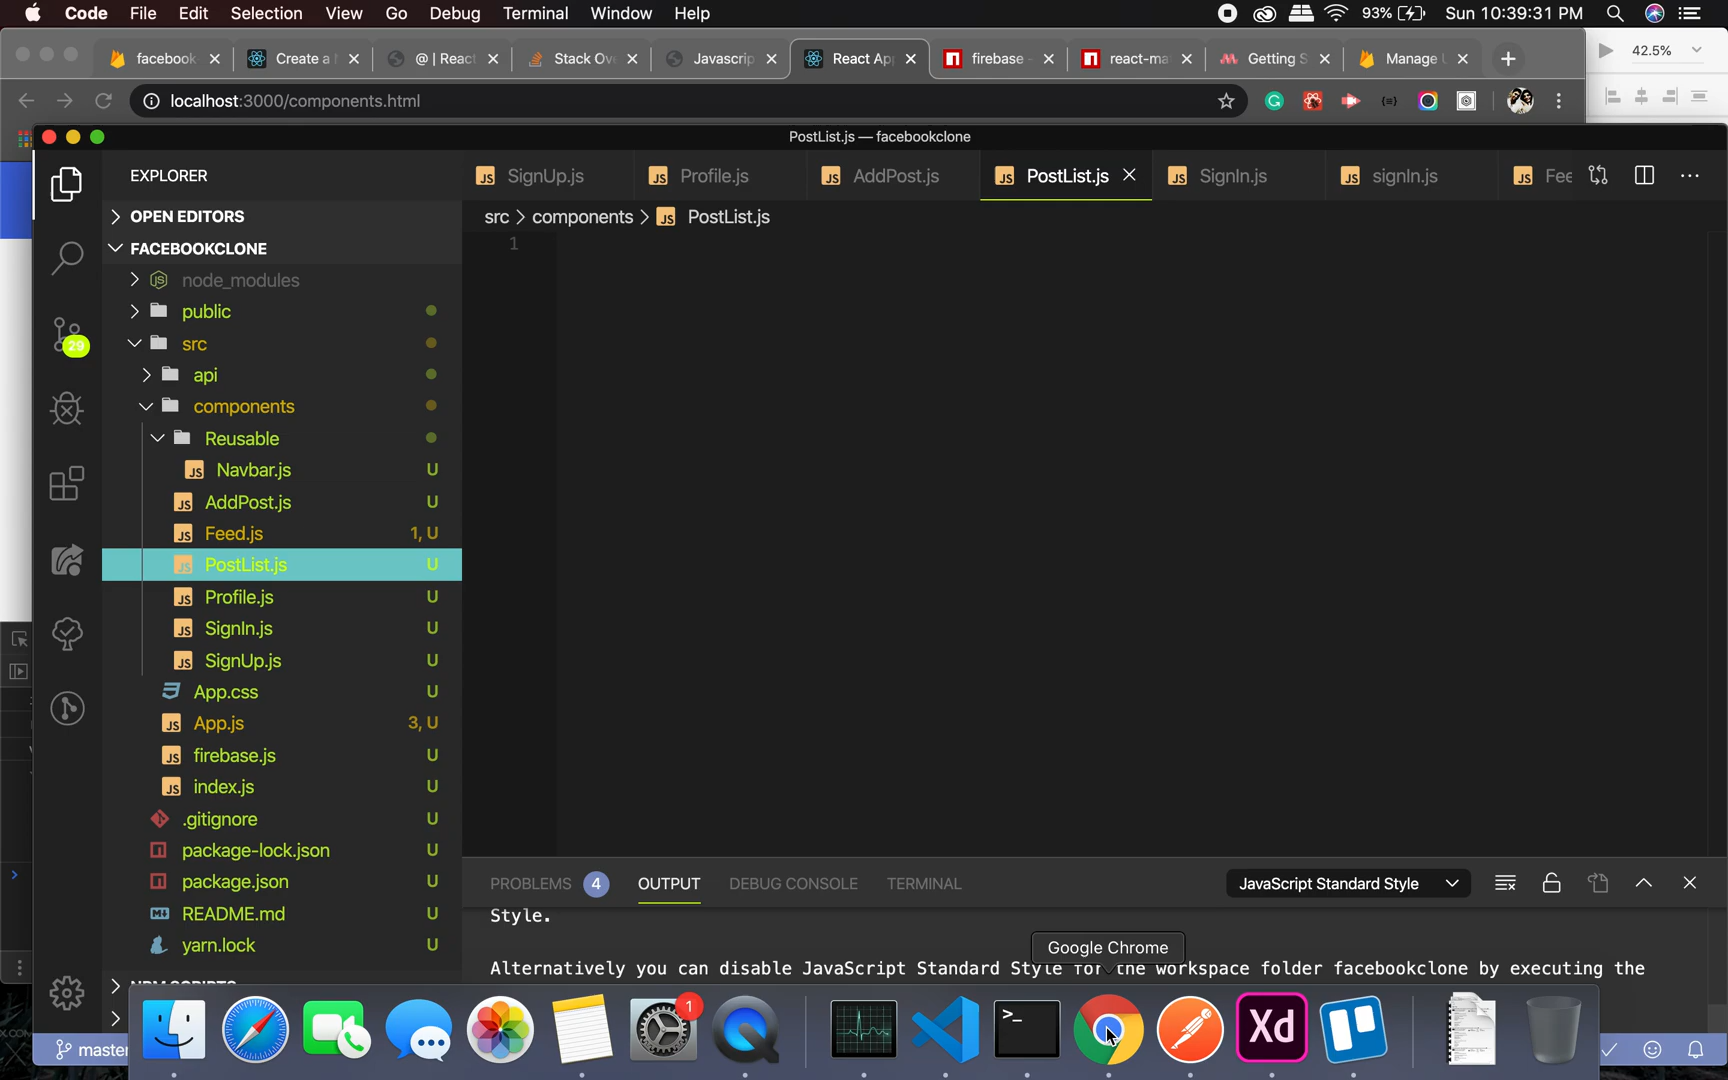 Code File Edit Selection View Go Debug Terminal Window Help 93% Sun 10:39:31 PM
facebook Create a @ | Reac Stack Ov Javascrip React Ap firebase - react-ma Getting S Manage 42.5%
localhost:3000/components.html
PostList.js — facebookclone
EXPLORER
SignUp.js Profile.js AddPost.js PostList.js SignIn.js signIn.js Fee
OPEN EDITORS
src > components > PostList.js
FACEBOOKCLONE
1
node_modules
public
src
29
api
components
Reusable
Navbar.js U
AddPost.js U
Feed.js 1, U
PostList.js U
Profile.js U
SignIn.js U
SignUp.js U
App.css U
App.js 3, U
firebase.js U
index.js U
.gitignore U
package-lock.json U
package.json U
README.md U
yarn.lock U
PROBLEMS 4 OUTPUT DEBUG CONSOLE TERMINAL JavaScript Standard Style
Style.
Google Chrome
Alternatively you can disable JavaScript Standard Style for the workspace folder facebookclone by executing the
1
Xd
master